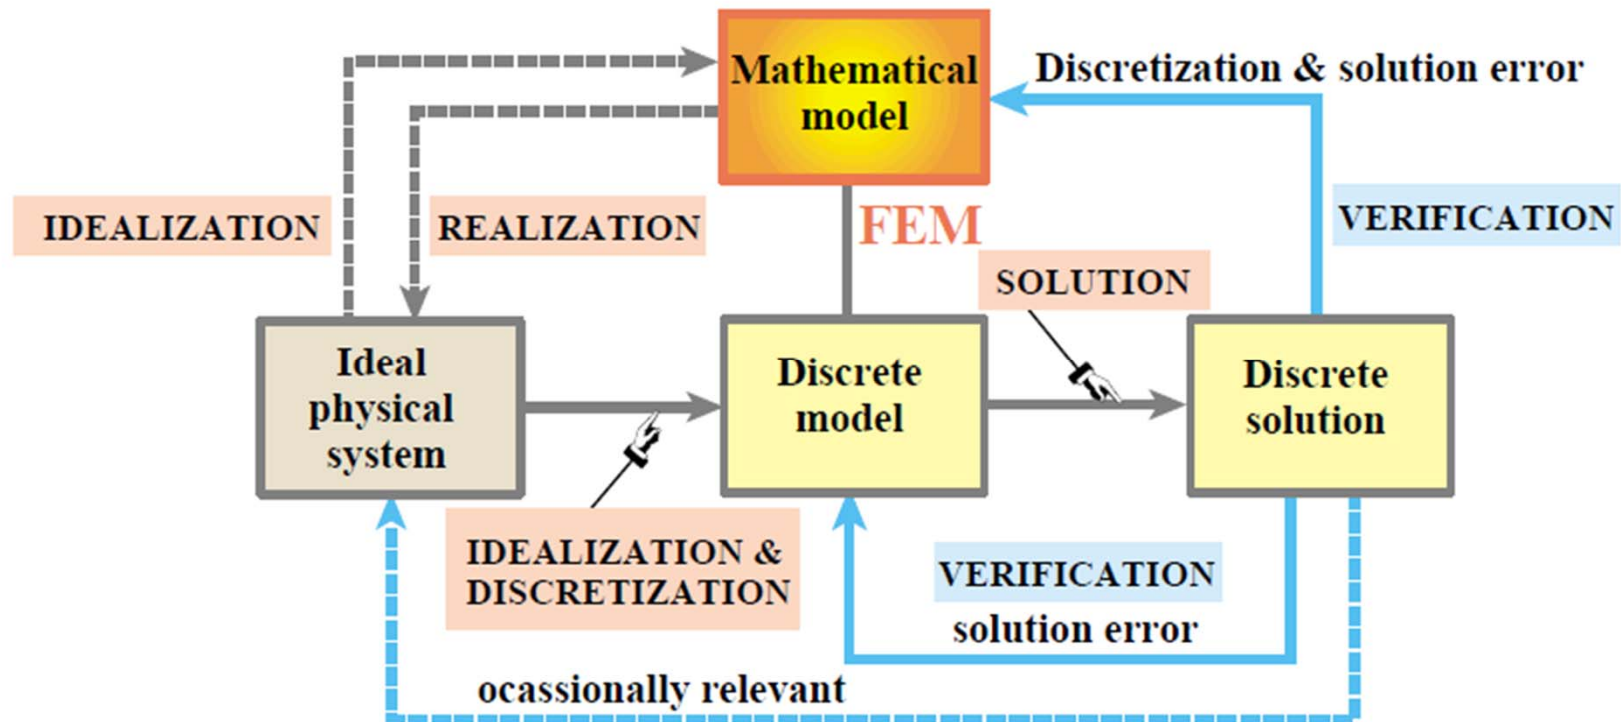 Mathematical
model
Discretization & solution error
IDEALIZATION
REALIZATION
FEM
VERIFICATION
SOLUTION
Ideal
physical
system
Discrete
model
Discrete
solution
IDEALIZATION &
DISCRETIZATION
VERIFICATION
solution error
ocassionally relevant